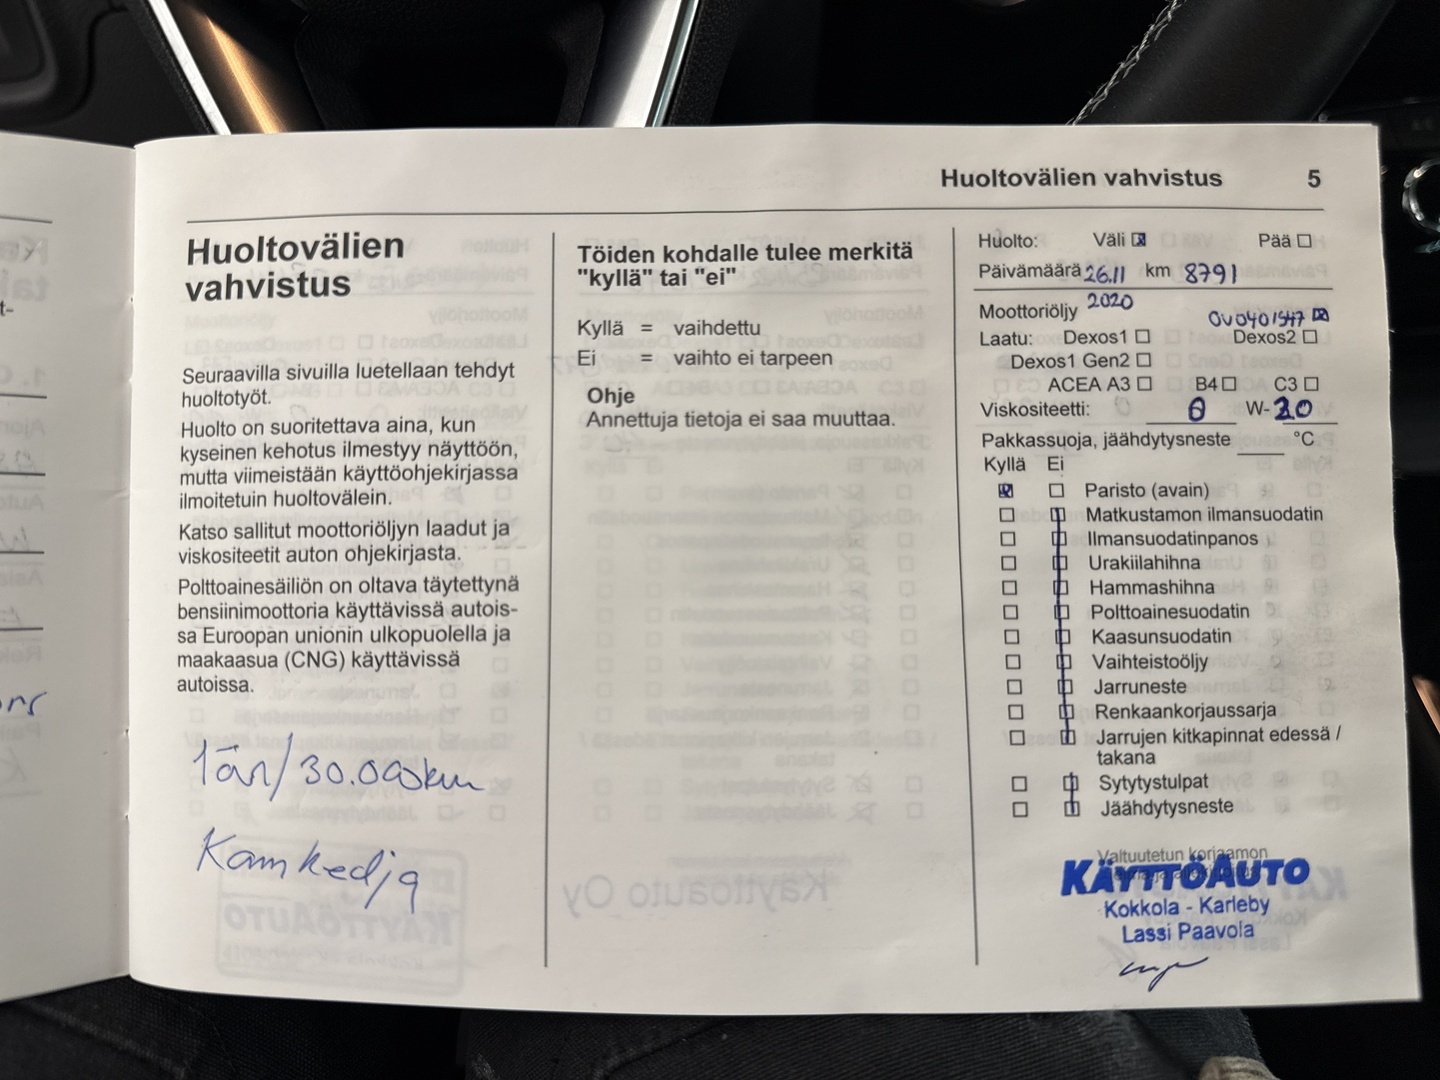 Huoltovälien vahvistus 5
Huoltovälien
vahvistus
Seuraavilla sivuilla luetellaan tehdyt
huoltotyöt.
Huolto on suoritettava aina, kun
kyseinen kehotus ilmestyy näyttöön,
mutta viimeistään käyttöohjekirjassa
ilmoitetuin huoltovälein.
Katso sallitut moottoriöljyn laadut ja
viskositeetit auton ohjekirjasta.
Polttoainesäiliön on oltava täytettynä
bensiinimoottoria käyttävissä autois-
sa Euroopan unionin ulkopuolella ja
maakaasua (CNG) käyttävissä
autoissa.
1år/30.000km
Kamkedja
Töiden kohdalle tulee merkitä
"kyllä" tai "ei"
Kyllä = vaihdettu
Ei = vaihto ei tarpeen
Ohje
Annettuja tietoja ei saa muuttaa.
Huolto: Väli ☒ Pää ☐
Päivämäärä 26.11 km 8791
2020
Moottoriöljy OV0401547 ☒
Laatu: Dexos1 ☐ Dexos2 ☐
Dexos1 Gen2 ☐
ACEA A3 ☐ B4 ☐ C3 ☐
Viskositeetti: 0 W-20
Pakkassuoja, jäähdytysneste ___ °C
Kyllä Ei
☒ ☐ Paristo (avain)
☐ ☐ Matkustamon ilmansuodatin
☐ ☐ Ilmansuodatinpanos
☐ ☐ Urakiilahihna
☐ ☐ Hammashihna
☐ ☐ Polttoainesuodatin
☐ ☐ Kaasunsuodatin
☐ ☐ Vaihteistoöljy
☐ ☐ Jarruneste
☐ ☐ Renkaankorjaussarja
☐ ☐ Jarrujen kitkapinnat edessä /
takana
☐ ☐ Sytytystulpat
☐ ☐ Jäähdytysneste
Valtuutetun korjaamon
KÄYTTÖAUTO
Kokkola - Karleby
Lassi Paavola